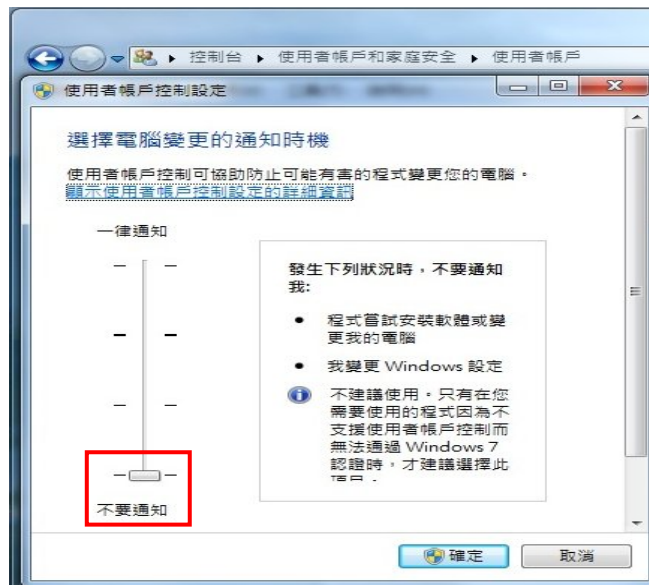 控制台 ▸ 使用者帳戶和家庭安全 ▸ 使用者帳戶
使用者帳戶控制設定
選擇電腦變更的通知時機
使用者帳戶控制可協助防止可能有害的程式變更您的電腦。
顯示使用者帳戶控制設定的詳細資訊
一律通知
發生下列狀況時，不要通知
我:
• 程式嘗試安裝軟體或變
更我的電腦
• 我變更 Windows 設定
不建議使用。只有在您
需要使用的程式因為不
支援使用者帳戶控制而
無法通過 Windows 7
認證時，才建議選擇此
項目。
不要通知
確定
取消